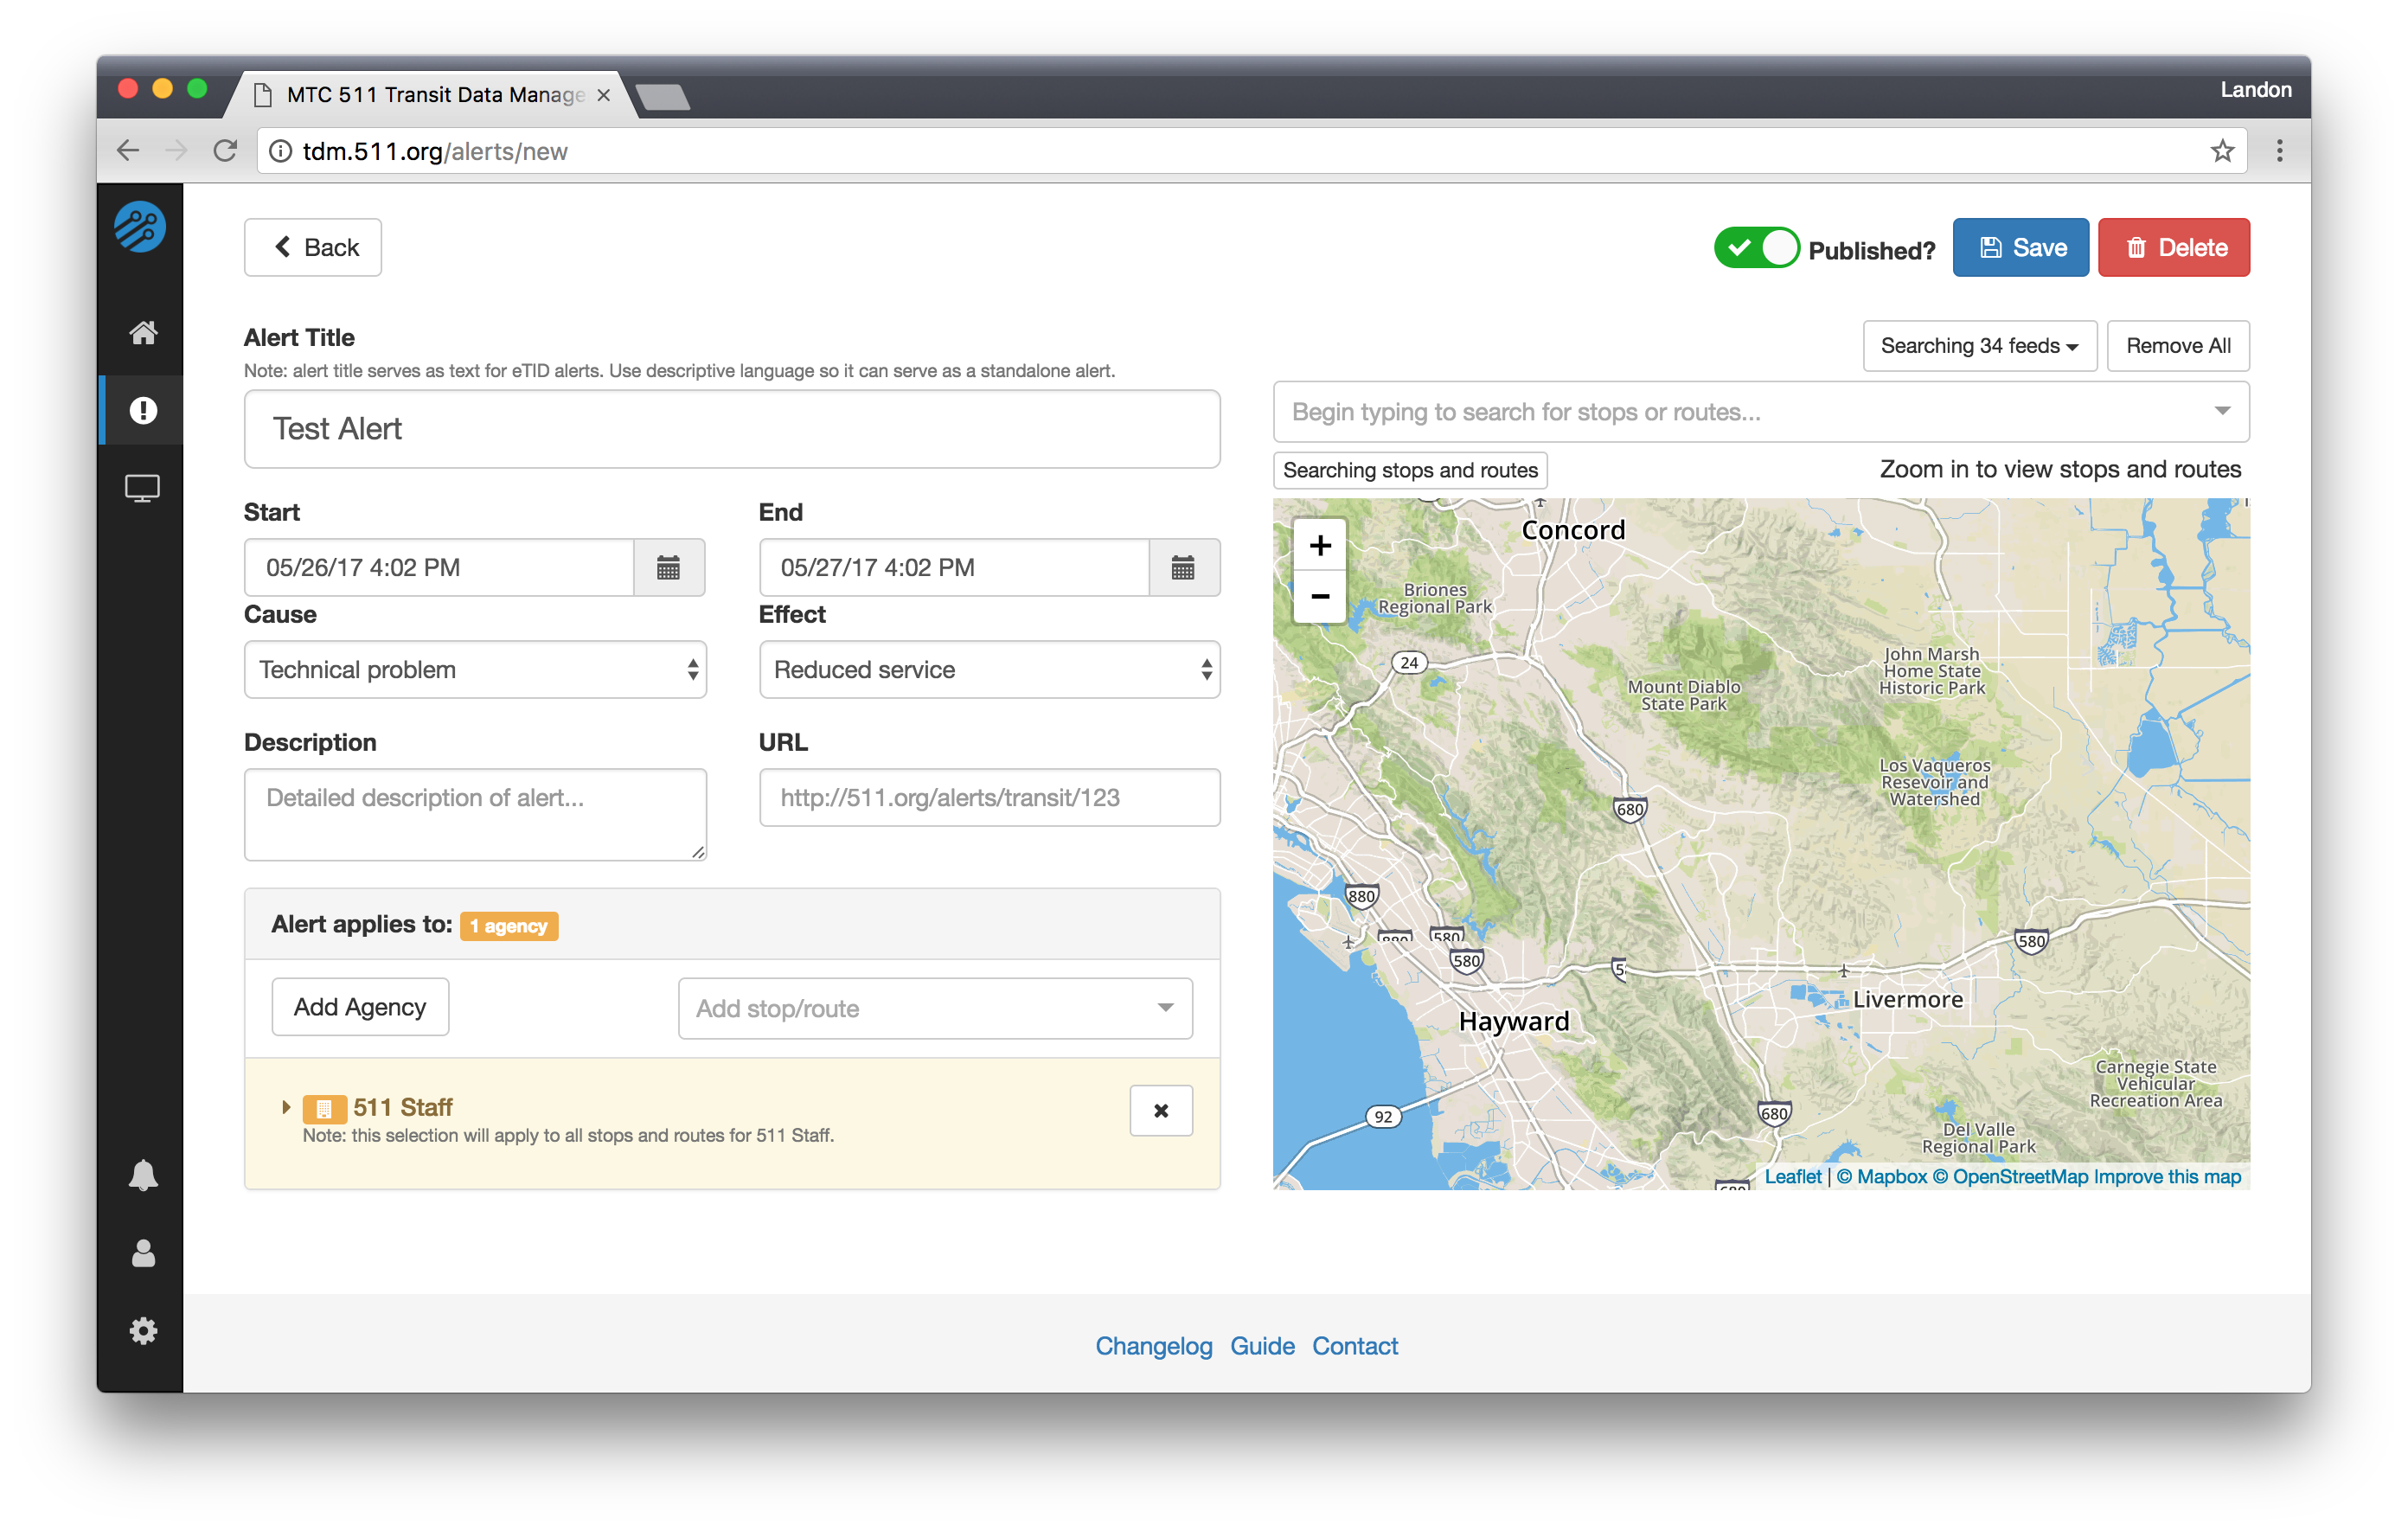 MTC 511 Transit Data Manage
Landon
tdm.511.org/alerts/new
Back
Published?
Save
Delete
Alert Title
Note: alert title serves as text for eTID alerts. Use descriptive language so it can serve as a standalone alert.
Test Alert
Searching 34 feeds
Remove All
Begin typing to search for stops or routes...
Searching stops and routes
Zoom in to view stops and routes
Start
End
05/26/17 4:02 PM
05/27/17 4:02 PM
Cause
Effect
Technical problem
Reduced service
Description
URL
Detailed description of alert...
http://511.org/alerts/transit/123
Alert applies to: 1 agency
Add Agency
Add stop/route
511 Staff
Note: this selection will apply to all stops and routes for 511 Staff.
+
−
Concord
Briones
Regional Park
24
John Marsh
Home State
Historic Park
Mount Diablo
State Park
Los Vaqueros
Resevoir and
Watershed
680
880
880
580
580
580
5
Livermore
Hayward
Carnegie State
Vehicular
Recreation Area
92
680
Del Valle
Regional Park
680
Leaflet | © Mapbox © OpenStreetMap Improve this map
Changelog
Guide
Contact